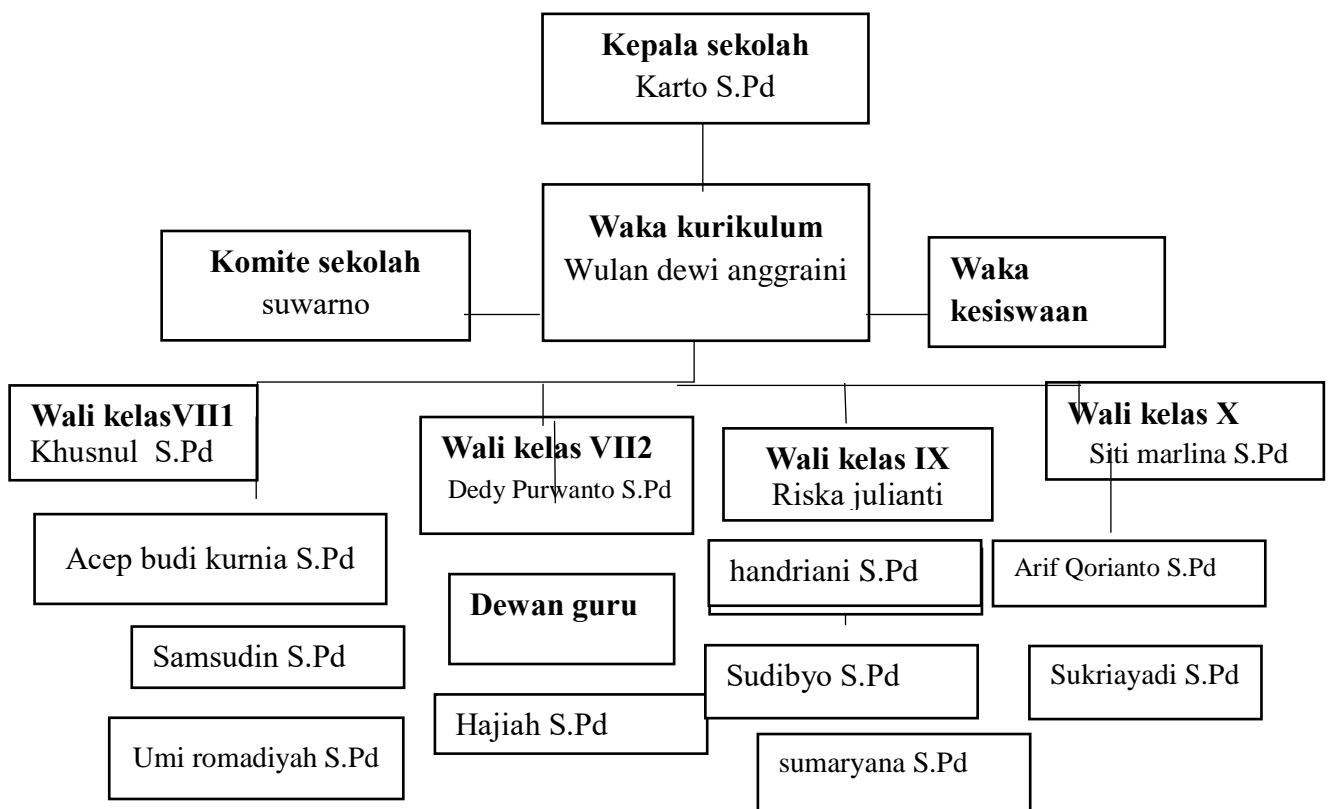 Kepala sekolah
Karto S.Pd
Waka kurikulum
Wulan dewi anggraini
Komite sekolah
suwarno
Waka
kesiswaan
Wali kelasVII1
Khusnul  S.Pd
Wali kelas VII2
Dedy Purwanto S.Pd
Wali kelas IX
Riska julianti
Wali kelas X
Siti marlina S.Pd
Acep budi kurnia S.Pd
handriani S.Pd
Arif Qorianto S.Pd
Dewan guru
Samsudin S.Pd
Sudibyo S.Pd
Sukriayadi S.Pd
Hajiah S.Pd
Umi romadiyah S.Pd
sumaryana S.Pd